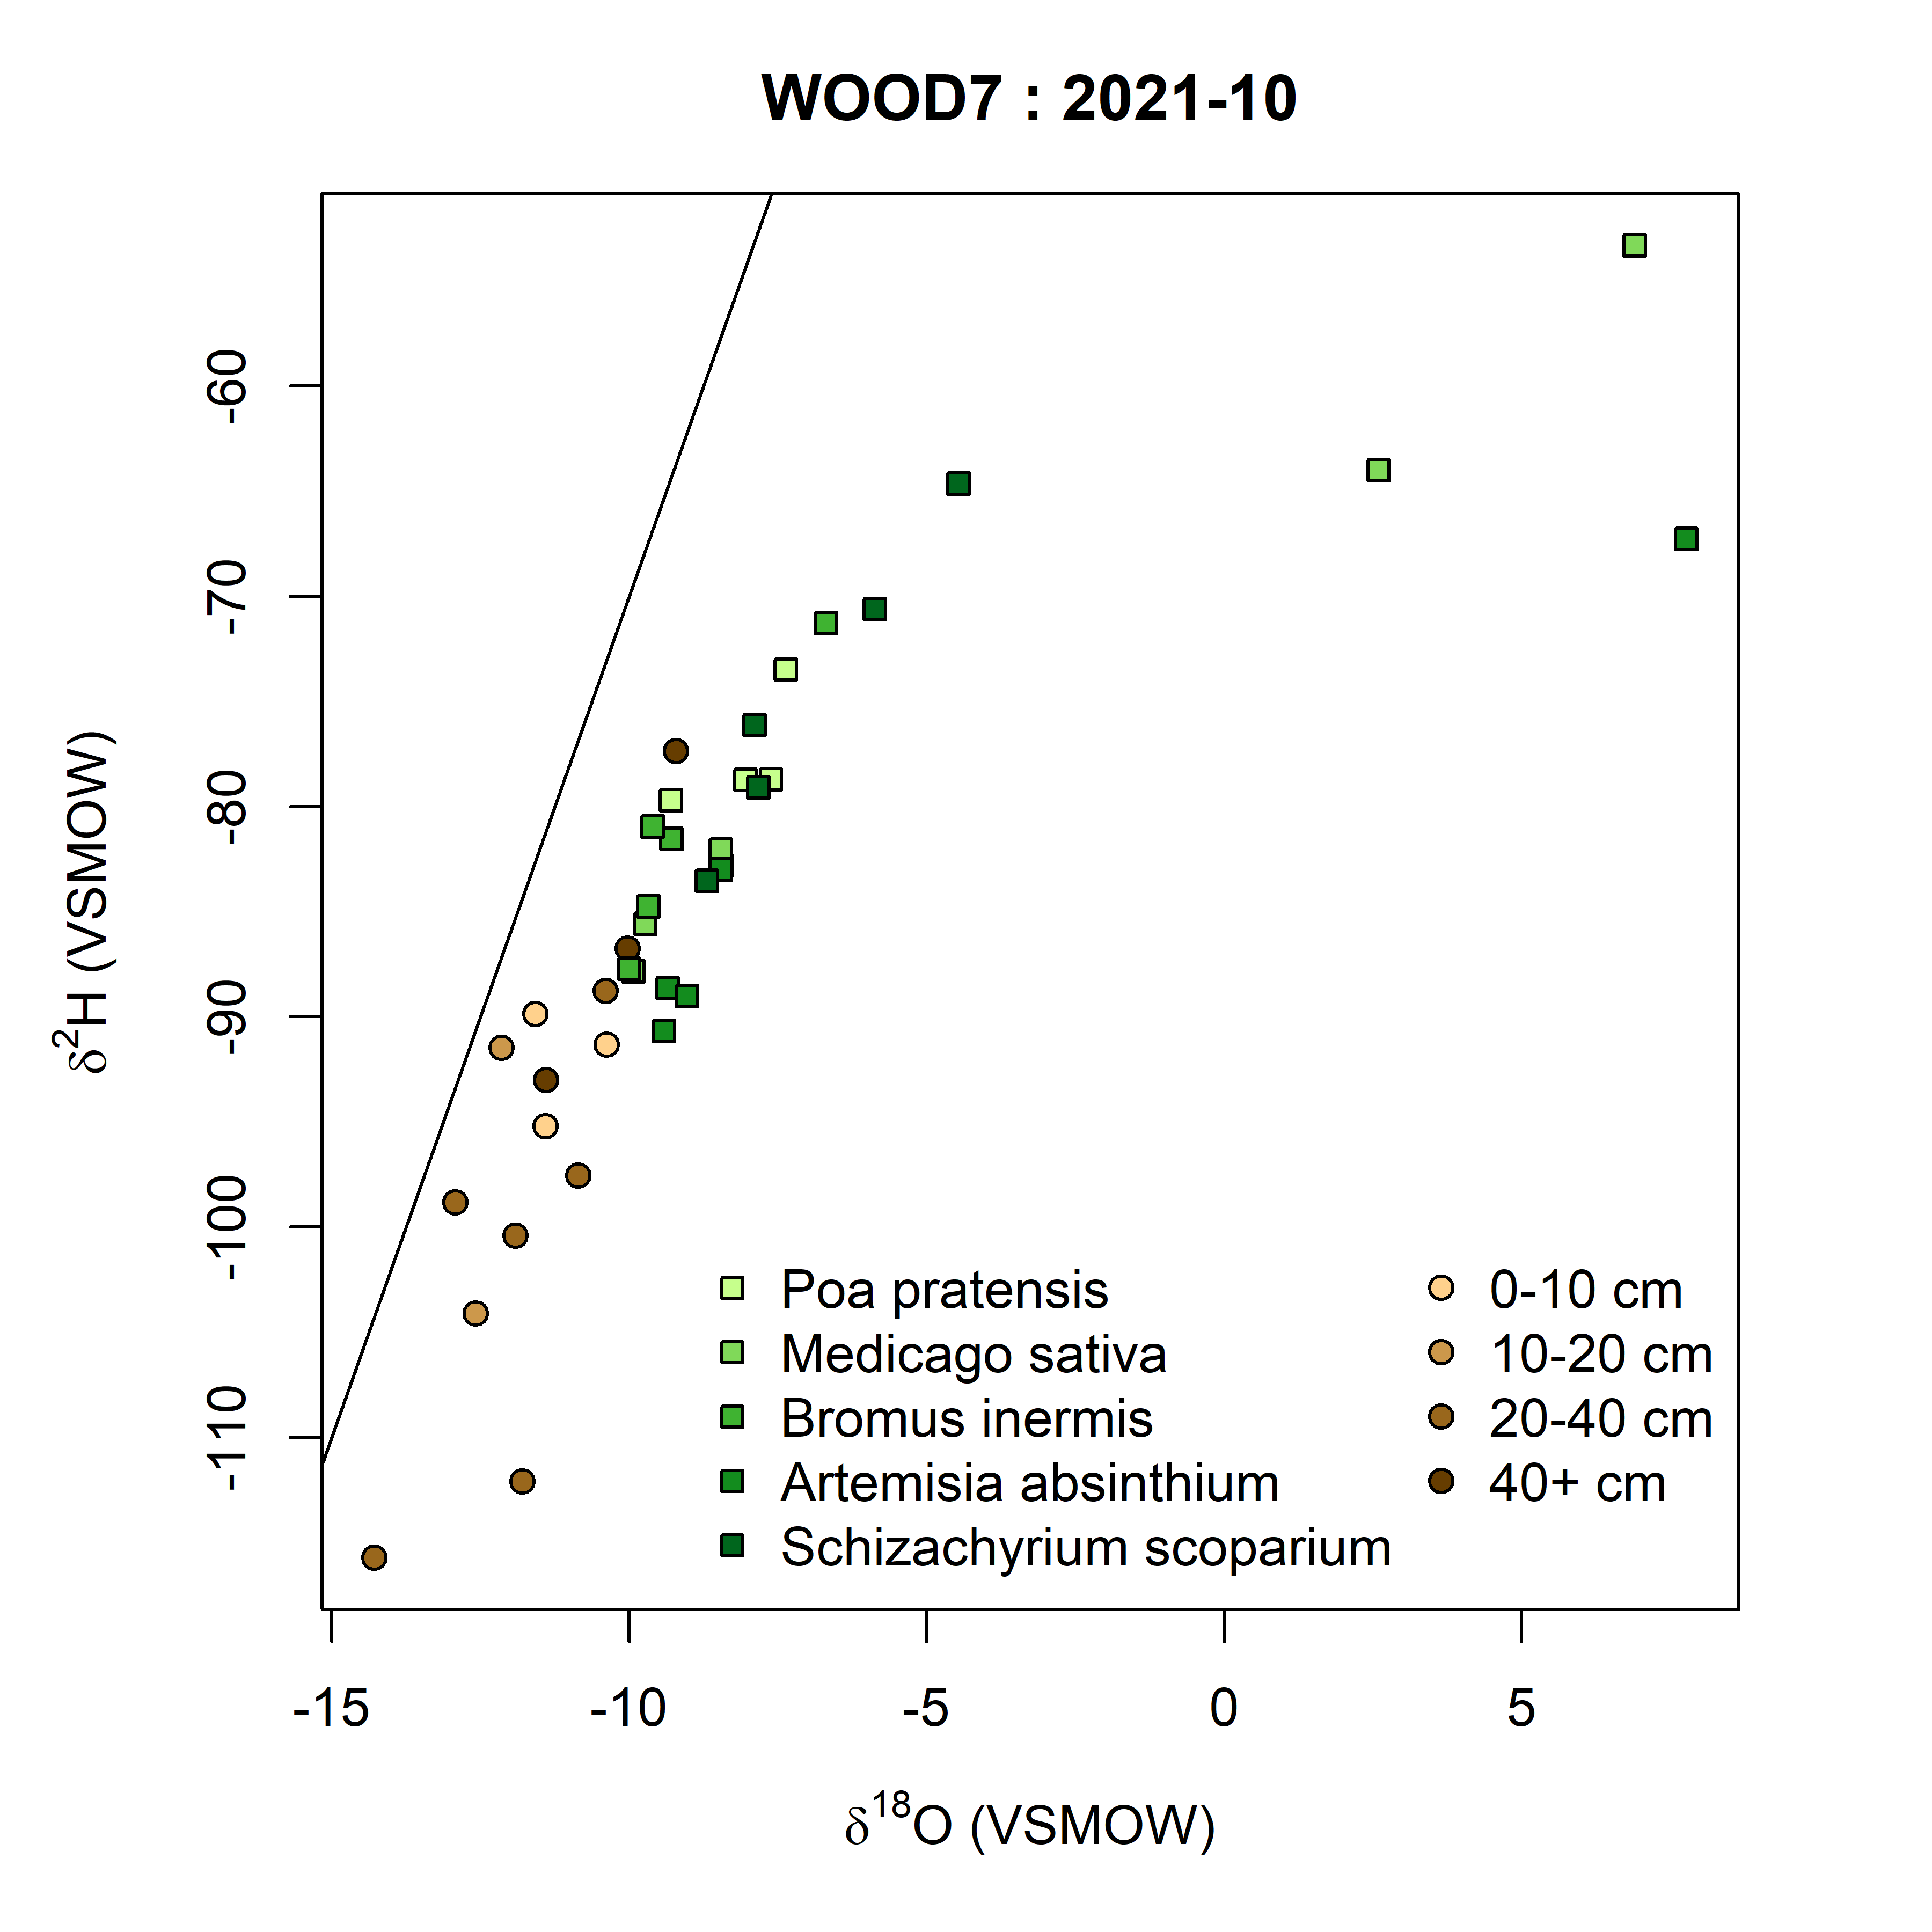 WOOD7 : 2021-10
δ²H (VSMOW)
-60
-70
-80
-90
-100
-110
Poa pratensis
Medicago sativa
Bromus inermis
Artemisia absinthium
Schizachyrium scoparium
0-10 cm
10-20 cm
20-40 cm
40+ cm
-15 -10 -5 0 5
δ¹⁸O (VSMOW)